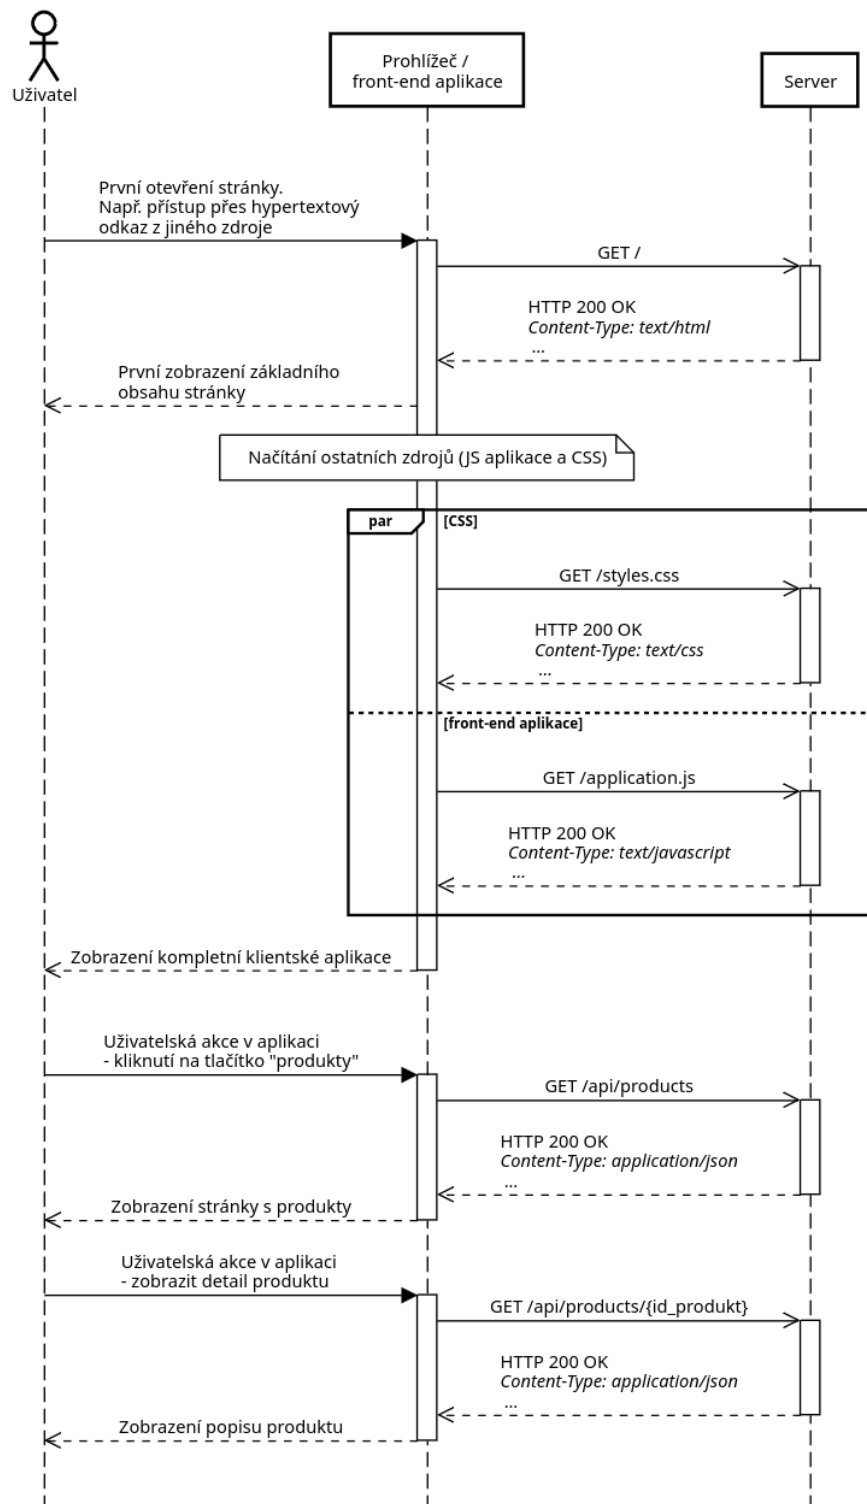 Uživatel
Prohlížeč /
front-end aplikace
Server
První otevření stránky.
Např. přístup přes hypertextový
odkaz z jiného zdroje
GET /
HTTP 200 OK
Content-Type: text/html
...
První zobrazení základního
obsahu stránky
Načítání ostatních zdrojů (JS aplikace a CSS)
par
[CSS]
GET /styles.css
HTTP 200 OK
Content-Type: text/css
...
[front-end aplikace]
GET /application.js
HTTP 200 OK
Content-Type: text/javascript
...
Zobrazení kompletní klientské aplikace
Uživatelská akce v aplikaci
- kliknutí na tlačítko "produkty"
GET /api/products
HTTP 200 OK
Content-Type: application/json
...
Zobrazení stránky s produkty
Uživatelská akce v aplikaci
- zobrazit detail produktu
GET /api/products/{id_produkt}
HTTP 200 OK
Content-Type: application/json
...
Zobrazení popisu produktu